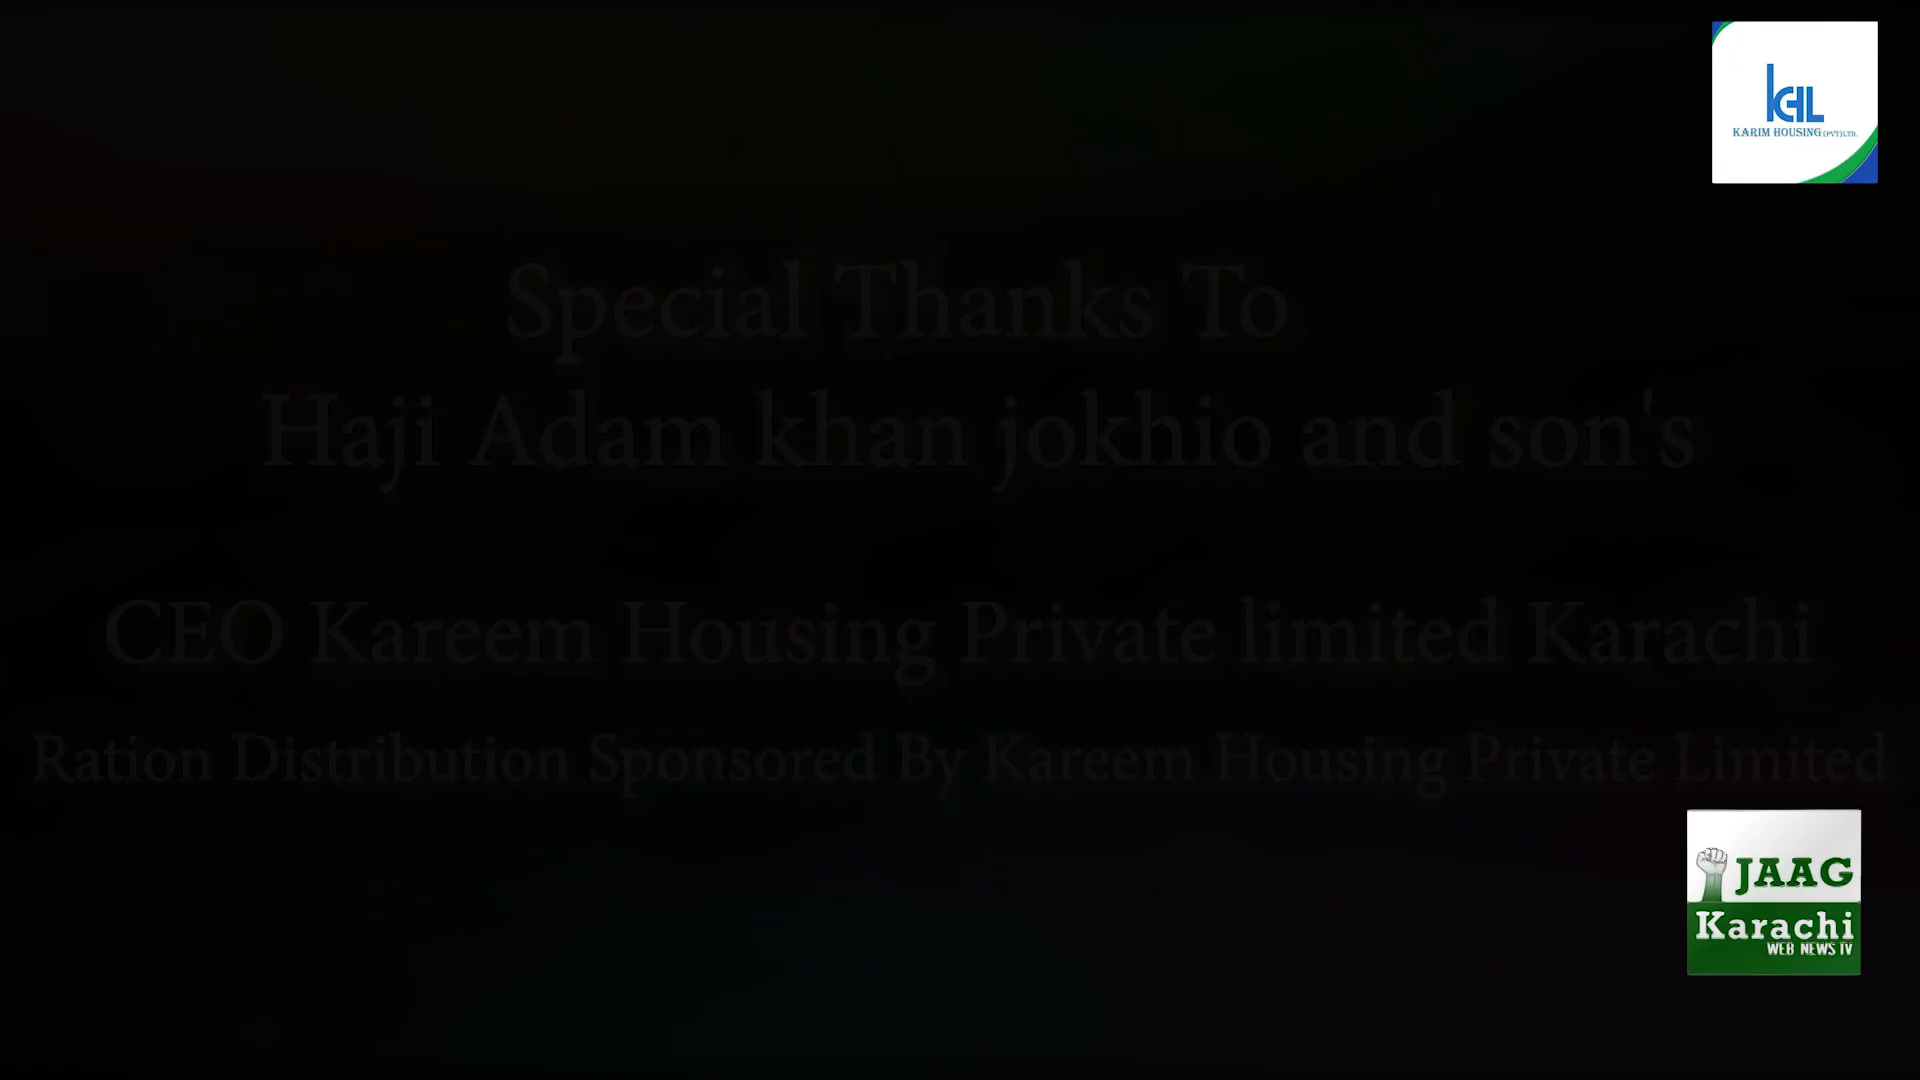 KHL
KARIM HOUSING (PVT) LTD.
Special Thanks To
Haji Adam khan jokhio and son's
CEO Kareem Housing Private limited Karachi
Ration Distribution Sponsored By Kareem Housing Private Limited
JAAG
Karachi
WEB NEWS TV